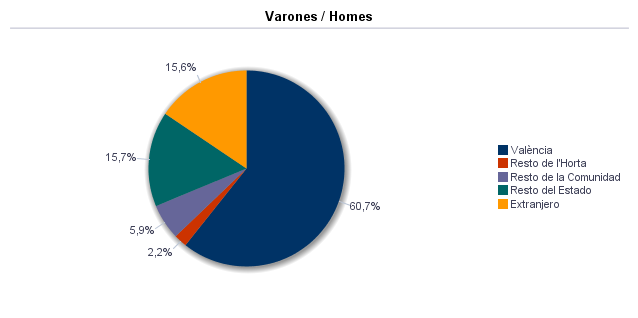 Varones / Homes
15,6%
15,7%
5,9%
2,2%
60,7%
València
Resto de l'Horta
Resto de la Comunidad
Resto del Estado
Extranjero